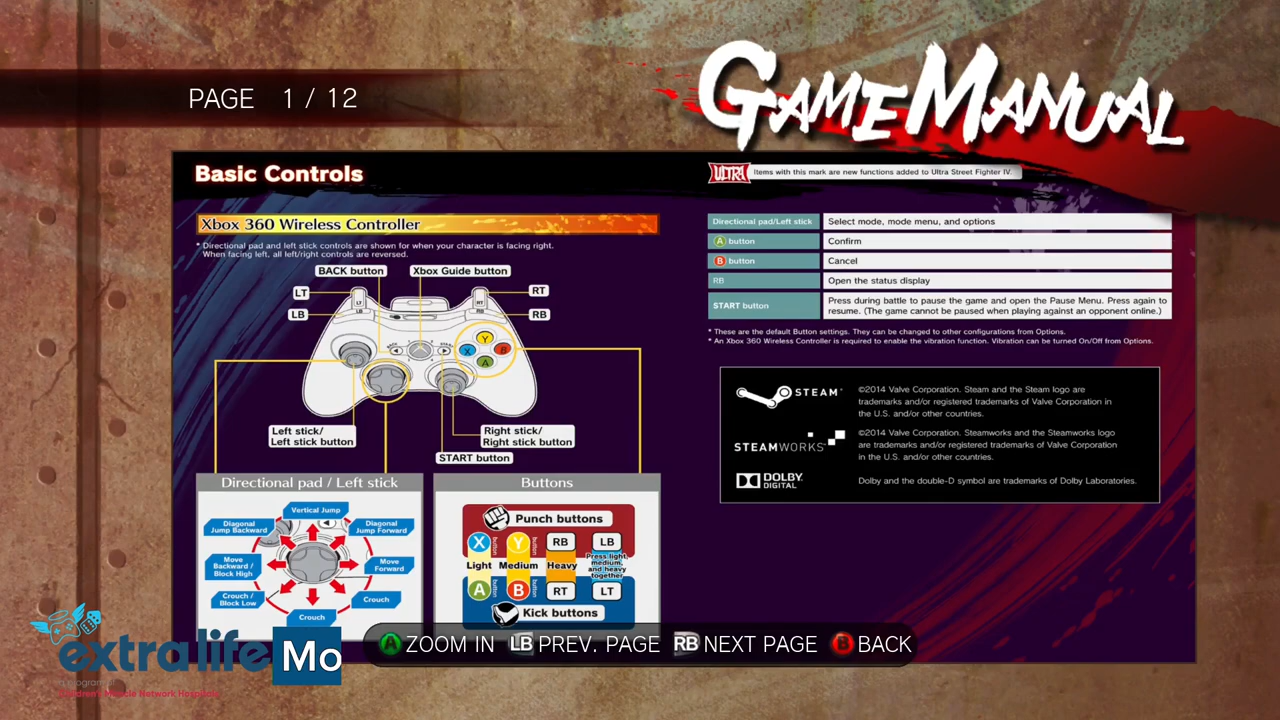 PAGE 1 / 12
GAME MANUAL
Basic Controls
ULTRA Items with this mark are new functions added to Ultra Street Fighter IV.
Xbox 360 Wireless Controller
* Directional pad and left stick controls are shown for when your character is facing right.
When facing left, all left/right controls are reversed.
BACK button
Xbox Guide button
LT
RT
LB
RB
Y
X
B
A
Left stick/
Left stick button
Right stick/
Right stick button
START button
Directional pad / Left stick
Vertical Jump
Diagonal
Jump Backward
Diagonal
Jump Forward
Move
Backward /
Block High
Move
Forward
Crouch /
Block Low
Crouch
Crouch
Buttons
Punch buttons
X button Y button RB LB
Light Medium Heavy
Press light,
medium,
and heavy
together
A button B button RT LT
Kick buttons
Directional pad/Left stick Select mode, mode menu, and options
A button Confirm
B button Cancel
RB Open the status display
START button
Press during battle to pause the game and open the Pause Menu. Press again to
resume. (The game cannot be paused when playing against an opponent online.)
* These are the default Button settings. They can be changed to other configurations from Options.
* An Xbox 360 Wireless Controller is required to enable the vibration function. Vibration can be turned On/Off from Options.
STEAM
©2014 Valve Corporation. Steam and the Steam logo are
trademarks and/or registered trademarks of Valve Corporation in
the U.S. and/or other countries.
STEAMWORKS
©2014 Valve Corporation. Steamworks and the Steamworks logo
are trademarks and/or registered trademarks of Valve Corporation
in the U.S. and/or other countries.
DOLBY
DIGITAL
Dolby and the double-D symbol are trademarks of Dolby Laboratories.
extralife
a program of
Children's Miracle Network Hospitals
Mo
A ZOOM IN LB PREV. PAGE RB NEXT PAGE B BACK